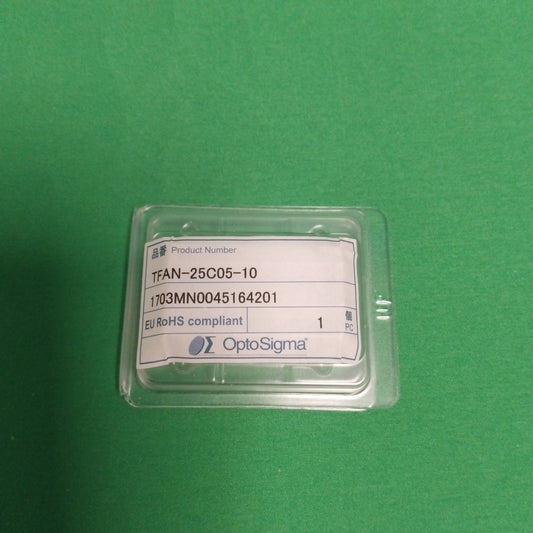 品番 Product Number
TFAN-25C05-10
1703MN0045164201
EU RoHS compliant 1 個 PC
OptoSigma®